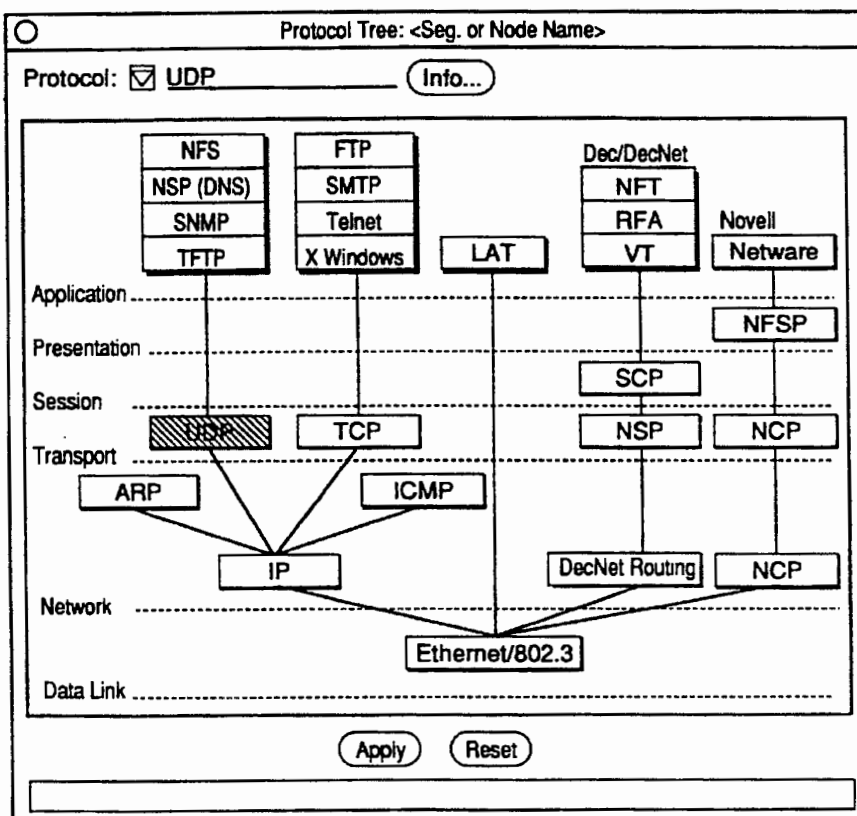 Protocol Tree: <Seg. or Node Name>
Protocol: UDP Info...
NFS
NSP (DNS)
SNMP
TFTP
FTP
SMTP
Telnet
X Windows
LAT
Dec/DecNet
NFT
RFA
VT
Novell
Netware
Application
NFSP
Presentation
SCP
Session
UDP
TCP
NSP
NCP
Transport
ARP
ICMP
IP
DecNet Routing
NCP
Network
Ethernet/802.3
Data Link
Apply
Reset